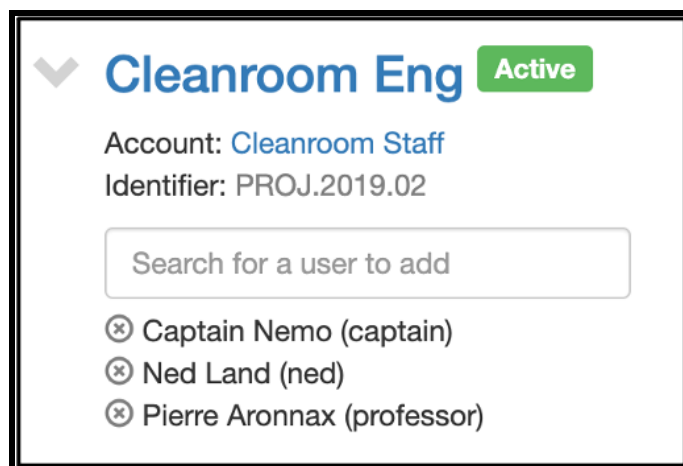 Cleanroom Eng Active
Account: Cleanroom Staff
Identifier: PROJ.2019.02
Search for a user to add
Captain Nemo (captain)
Ned Land (ned)
Pierre Aronnax (professor)